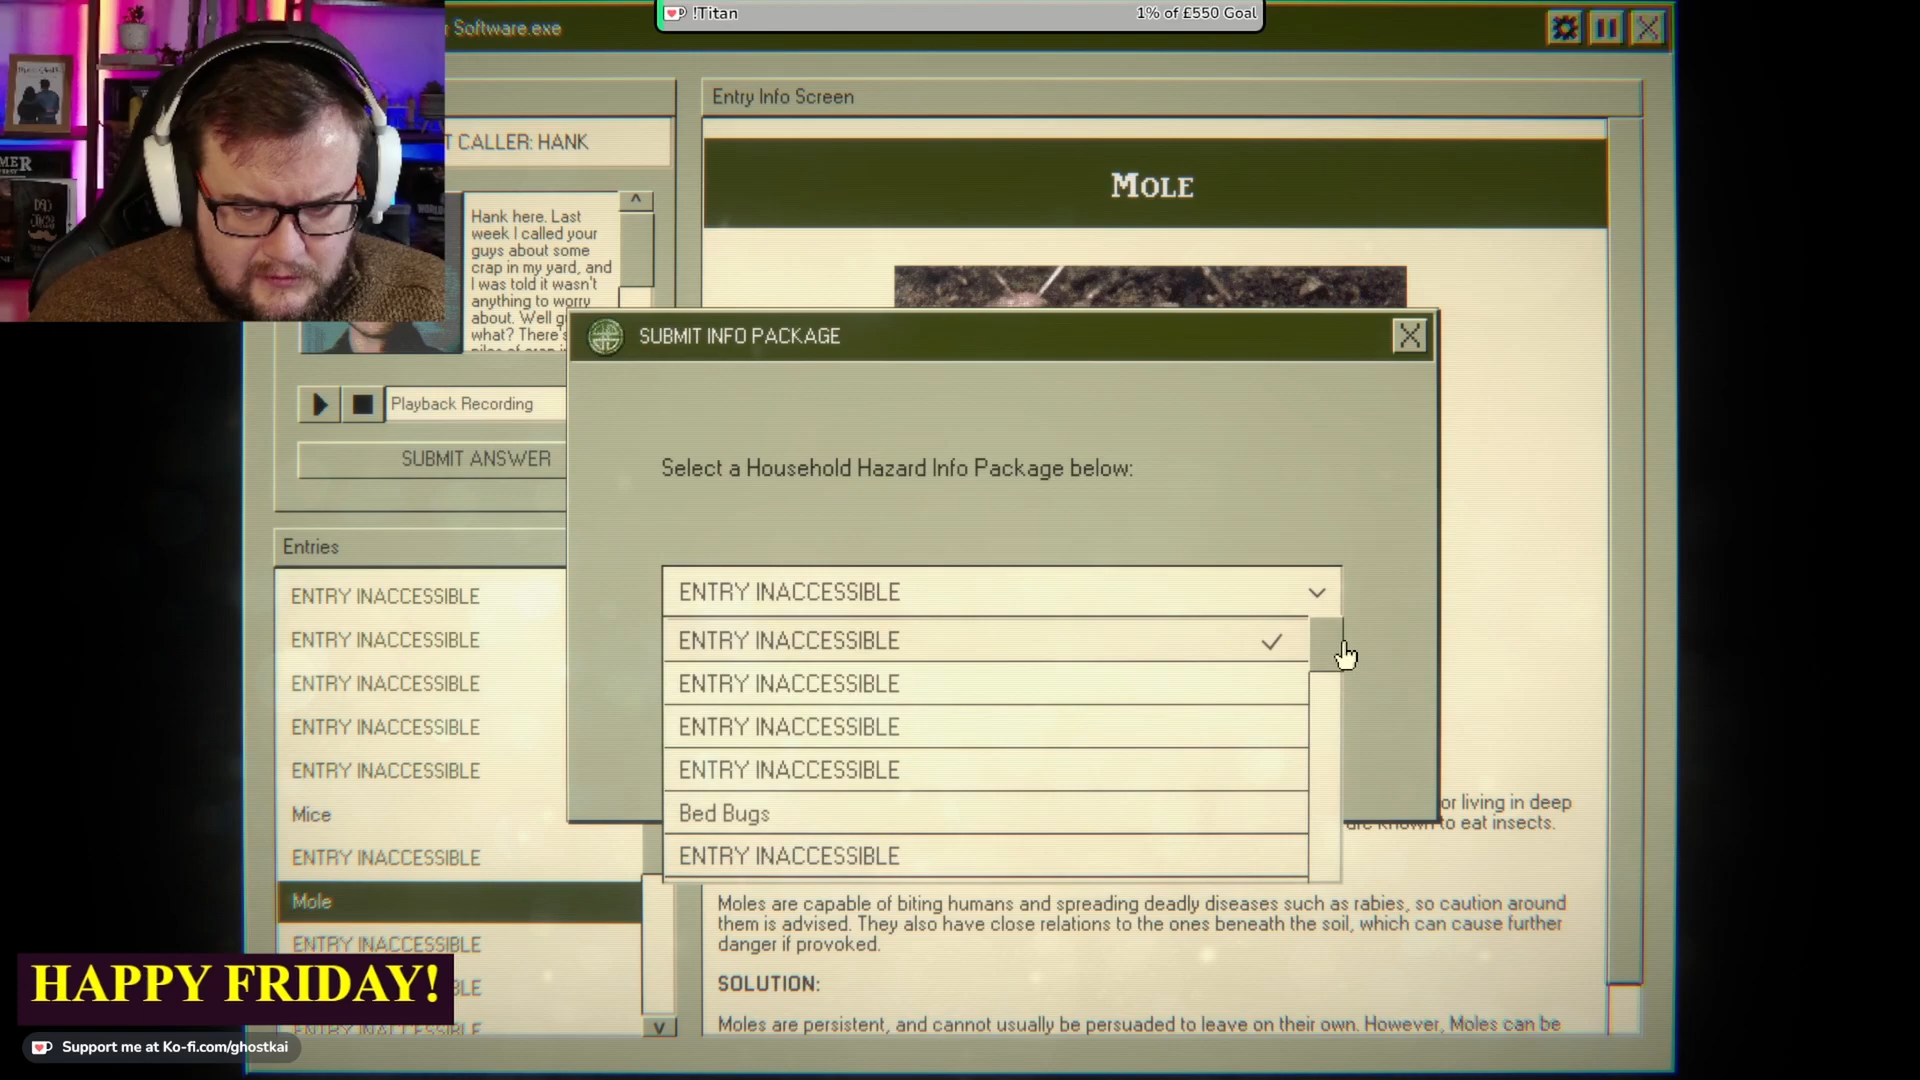 !Titan
1% of £550 Goal
Software.exe
Entry Info Screen
T CALLER: HANK
MOLE
Hank here. Last
week I called your
guys about some
crap in my yard, and
I was told it wasn't
anything to worry
about. Well
what? There's
SUBMIT INFO PACKAGE
Playback Recording
SUBMIT ANSWER
Select a Household Hazard Info Package below:
Entries
ENTRY INACCESSIBLE
ENTRY INACCESSIBLE
ENTRY INACCESSIBLE
ENTRY INACCESSIBLE
ENTRY INACCESSIBLE
Mice
ENTRY INACCESSIBLE
Mole
ENTRY INACCESSIBLE
BLE
ENTRY INACCESSIBLE
ENTRY INACCESSIBLE
ENTRY INACCESSIBLE
ENTRY INACCESSIBLE
ENTRY INACCESSIBLE
Bed Bugs
ENTRY INACCESSIBLE
or living in deep
are known to eat insects.
Moles are capable of biting humans and spreading deadly diseases such as rabies, so caution around
them is advised. They also have close relations to the ones beneath the soil, which can cause further
danger if provoked.
SOLUTION:
Moles are persistent, and cannot usually be persuaded to leave on their own. However, Moles can be
HAPPY FRIDAY!
Support me at Ko-fi.com/ghostkai